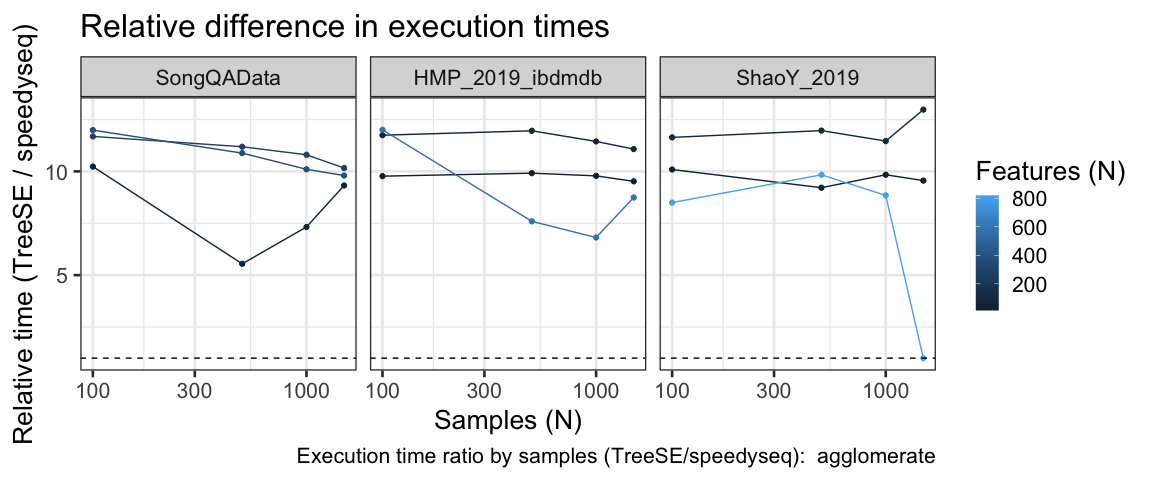 Relative difference in execution times
SongQAData HMP_2019_ibdmdb ShaoY_2019
Relative time (TreeSE / speedyseq)
10
5
100 300 1000 100 300 1000 100 300 1000
Samples (N)
Features (N)
800
600
400
200
Execution time ratio by samples (TreeSE/speedyseq): agglomerate